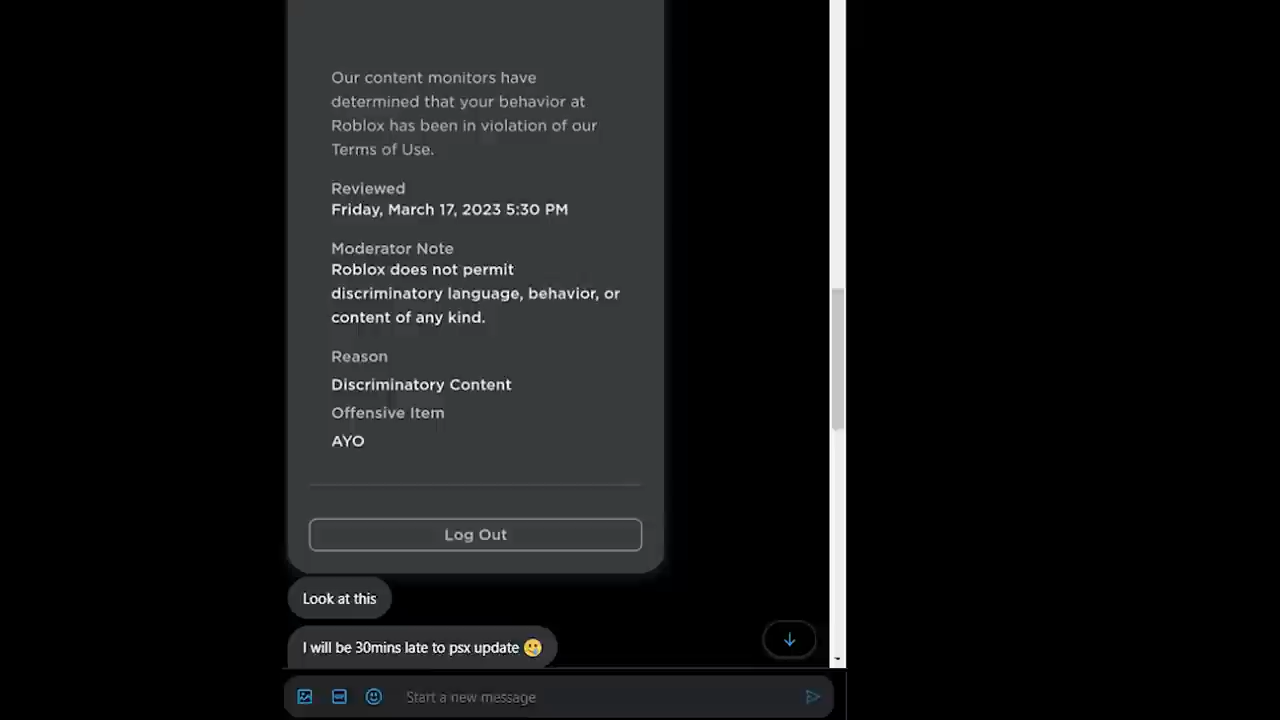 Our content monitors have
determined that your behavior at
Roblox has been in violation of our
Terms of Use.
Reviewed
Friday, March 17, 2023 5:30 PM
Moderator Note
Roblox does not permit
discriminatory language, behavior, or
content of any kind.
Reason
Discriminatory Content
Offensive Item
AYO
Log Out
Look at this
I will be 30mins late to psx update 🥲
GIF
Start a new message